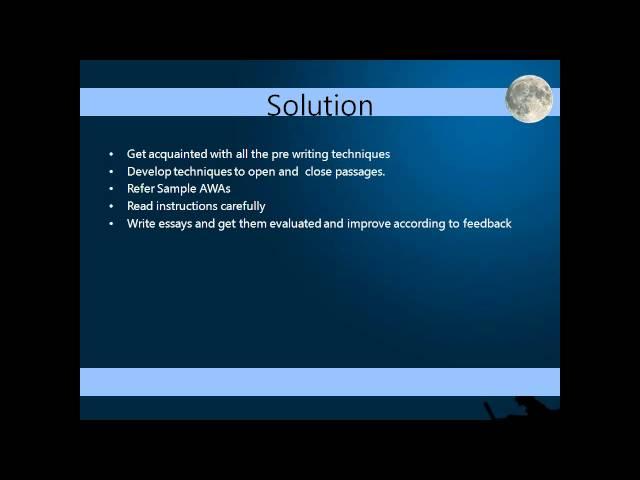 Solution
• Get acquainted with all the pre writing techniques
• Develop techniques to open and close passages.
• Refer Sample AWAs
• Read instructions carefully
• Write essays and get them evaluated and improve according to feedback